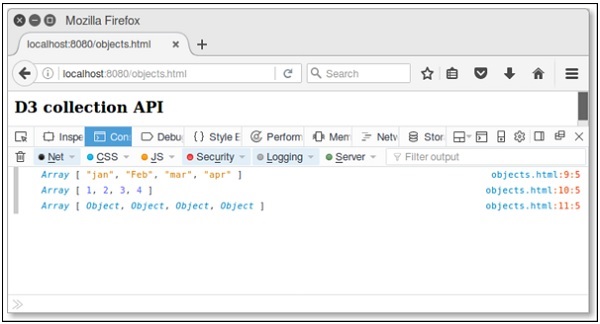 Mozilla Firefox
localhost:8080/objects.html
localhost:8080/objects.html
Search
D3 collection API
Inspe Con Debu { } Style E Perform Men Netv Stor
Net CSS JS Security Logging Server Filter output
Array [ "jan", "Feb", "mar", "apr" ] objects.html:9:5
Array [ 1, 2, 3, 4 ] objects.html:10:5
Array [ Object, Object, Object, Object ] objects.html:11:5